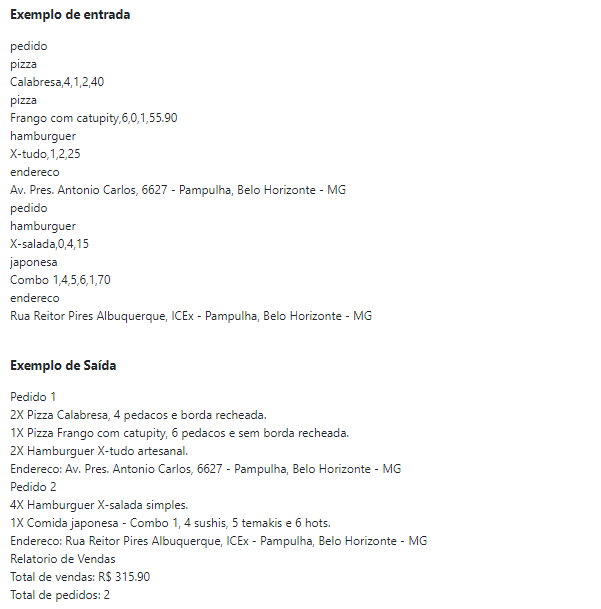 Exemplo de entrada
pedido
pizza
Calabresa,4,1,2,40
pizza
Frango com catupity,6,0,1,55.90
hamburguer
X-tudo,1,2,25
endereco
Av. Pres. Antonio Carlos, 6627 - Pampulha, Belo Horizonte - MG
pedido
hamburguer
X-salada,0,4,15
japonesa
Combo 1,4,5,6,1,70
endereco
Rua Reitor Pires Albuquerque, ICEx - Pampulha, Belo Horizonte - MG
Exemplo de Saída
Pedido 1
2X Pizza Calabresa, 4 pedacos e borda recheada.
1X Pizza Frango com catupity, 6 pedacos e sem borda recheada.
2X Hamburguer X-tudo artesanal.
Endereco: Av. Pres. Antonio Carlos, 6627 - Pampulha, Belo Horizonte - MG
Pedido 2
4X Hamburguer X-salada simples.
1X Comida japonesa - Combo 1, 4 sushis, 5 temakis e 6 hots.
Endereco: Rua Reitor Pires Albuquerque, ICEx - Pampulha, Belo Horizonte - MG
Relatorio de Vendas
Total de vendas: R$ 315.90
Total de pedidos: 2